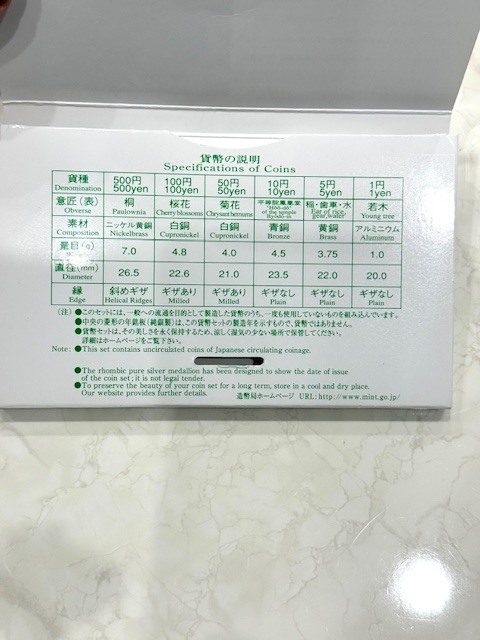 貨幣の説明
Specifications of Coins
貨種 500円 100円 50円 10円 5円 1円
Denomination 500yen 100yen 50yen 10yen 5yen 1yen
意匠(表) 桐 桜花 菊花 平等院鳳凰堂 稲・歯車・水 若木
Obverse Paulownia Cherry blossoms Chrysanthemums "Hōō-dō" of the temple Byōdō-in Ear of rice, gear, water Young tree
素材 ニッケル黄銅 白銅 白銅 青銅 黄銅 アルミニウム
Composition Nickelbrass Cupronickel Cupronickel Bronze Brass Aluminum
量目(g) 7.0 4.8 4.0 4.5 3.75 1.0
Weight
直径(mm) 26.5 22.6 21.0 23.5 22.0 20.0
Diameter
縁 斜めギザ ギザあり ギザあり ギザなし ギザなし ギザなし
Edge Helical Ridges Milled Milled Plain Plain Plain
(注) ●このセットには、一般への流通を目的として製造した貨幣のうち、一度も使用していないものを組み込んでいます。
●中央の菱形の年銘板(純銀製)は、この貨幣セットの製造年を示すもので、貨幣ではありません。
●貨幣セットは、その美しさを永く保持するため、涼しく湿気の少ない場所で保管してください。
詳細はホームページをご覧下さい。
Note: ●This set contains uncirculated coins of Japanese circulating coinage.
●The rhombic pure silver medallion has been designed to show the date of issue
of the coin set; it is not legal tender.
●To preserve the beauty of your coin set for a long term, store in a cool and dry place.
Our website provides further details. 造幣局ホームページ URL:http://www.mint.go.jp/